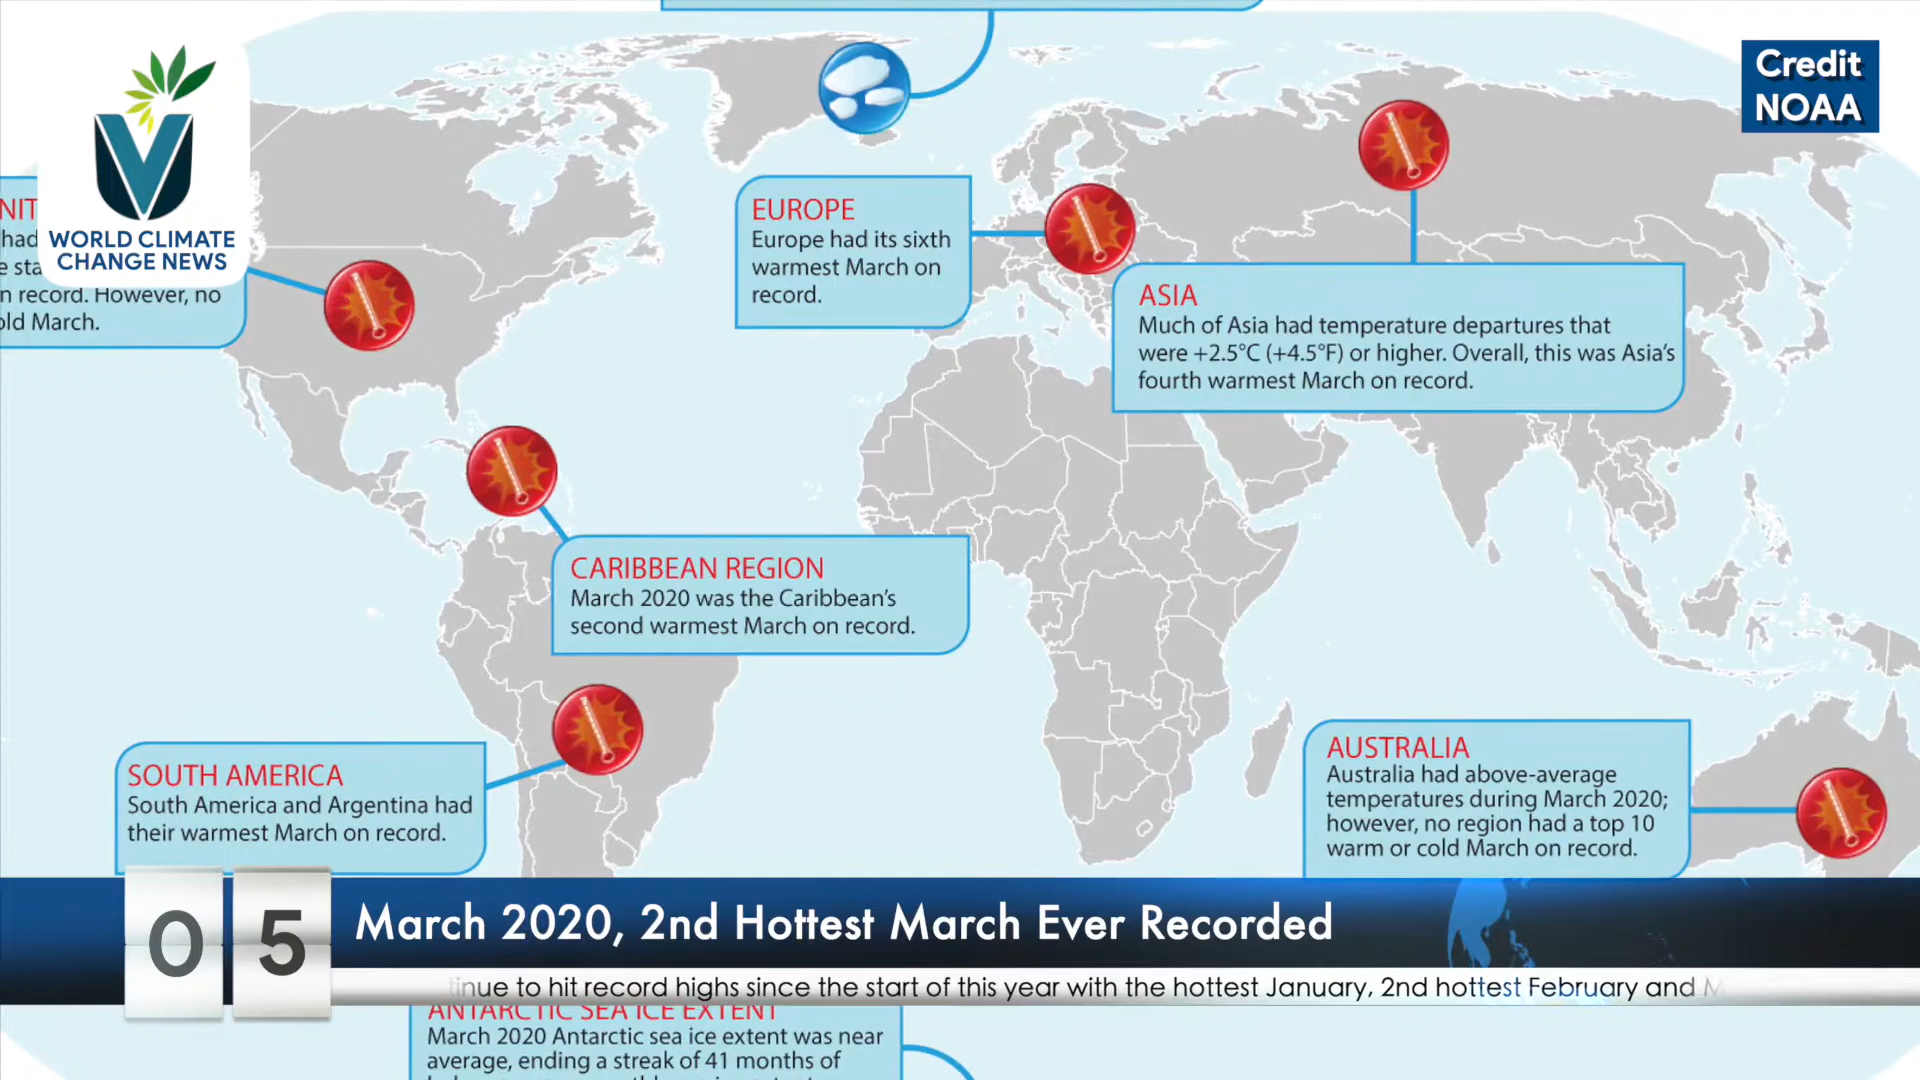 Credit
NOAA
WORLD CLIMATE
CHANGE NEWS
NIT
had
e sta
n record. However, no
old March.
EUROPE
Europe had its sixth
warmest March on
record.
ASIA
Much of Asia had temperature departures that
were +2.5°C (+4.5°F) or higher. Overall, this was Asia’s
fourth warmest March on record.
CARIBBEAN REGION
March 2020 was the Caribbean’s
second warmest March on record.
SOUTH AMERICA
South America and Argentina had
their warmest March on record.
AUSTRALIA
Australia had above-average
temperatures during March 2020;
however, no region had a top 10
warm or cold March on record.
05
March 2020, 2nd Hottest March Ever Recorded
tinue to hit record highs since the start of this year with the hottest January, 2nd hottest February and M
ANTARCTIC SEA ICE EXTENT
March 2020 Antarctic sea ice extent was near
average, ending a streak of 41 months of